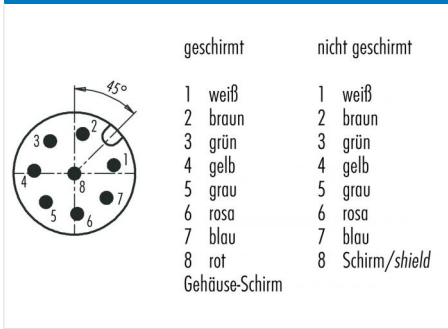 geschirmt
nicht geschirmt
45°
1 weiß
2 braun
3 grün
4 gelb
5 grau
6 rosa
7 blau
8 rot
Gehäuse-Schirm
1 weiß
2 braun
3 grün
4 gelb
5 grau
6 rosa
7 blau
8 Schirm/shield
2
3
1
4
8
7
5
6